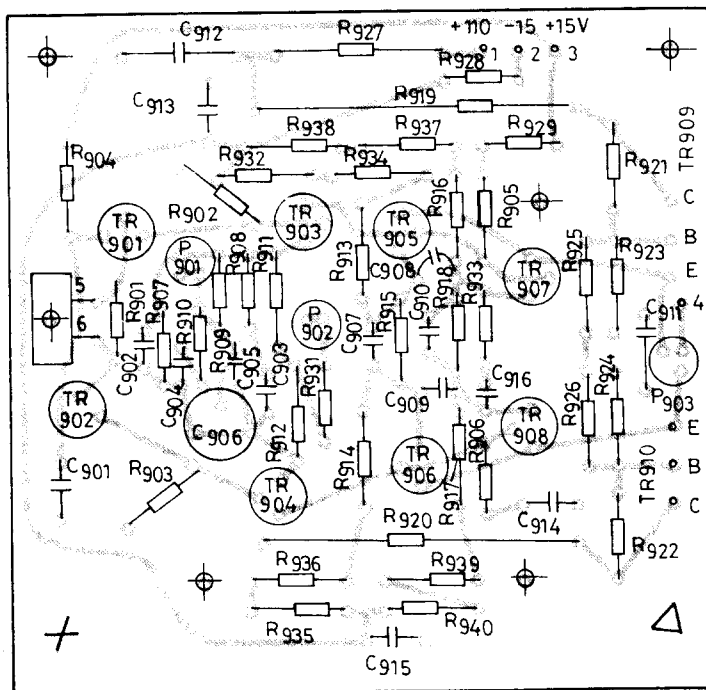 C912
R927
+110 -15 +15V
1 2 3
R928
C913
R919
R938
R937
R929
TR909
R904
R932
R934
R921
R916
R905
C
R902
TR 901
P 901
R908
R911
TR 903
R913
TR 905
C908
R918
R933
TR 907
R925
R923
B
E
5
6
R901
R907
R910
R909
C905
C903
P 902
R931
C907
R915
C910
C911
4
C902
C904
C906
TR 902
R912
C909
C916
R926
R924
P903
E
TR 908
C901
R903
TR 904
R914
TR 906
R917
R906
C914
TR910
B
C
R920
R922
R936
R939
R935
R940
C915